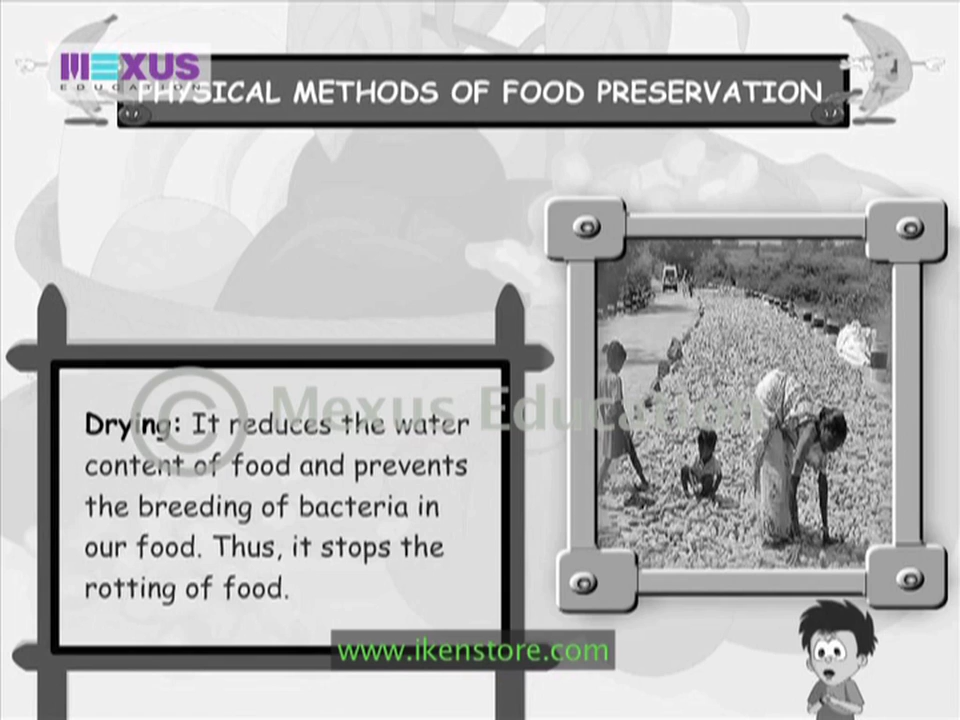 MEXUS
EDUCATION
PHYSICAL METHODS OF FOOD PRESERVATION
© Mexus Education
Drying: It reduces the water
content of food and prevents
the breeding of bacteria in
our food. Thus, it stops the
rotting of food.
www.ikenstore.com